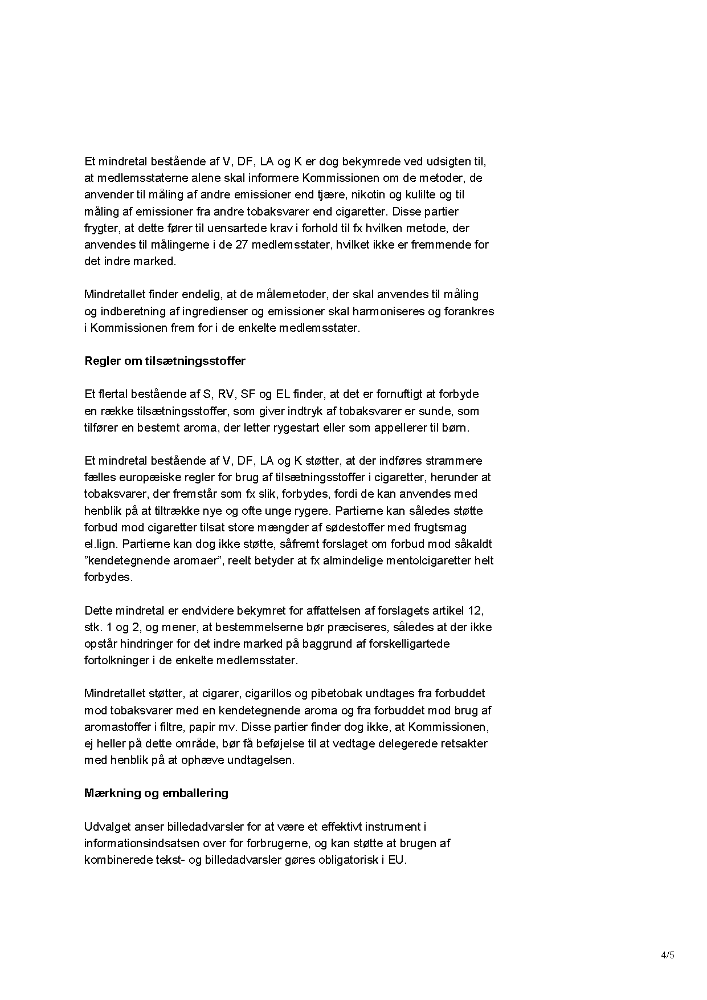 Et mindretal bestående af V, DF, LA og K er dog bekymrede ved udsigten til,
at medlemsstaterne alene skal informere Kommissionen om de metoder, de
anvender til måling af andre emissioner end tjære, nikotin og kulilte og til
måling af emissioner fra andre tobaksvarer end cigaretter. Disse partier
frygter, at dette fører til uensartede krav i forhold til fx hvilken metode, der
anvendes til målingerne i de 27 medlemsstater, hvilket ikke er fremmende for
det indre marked.
Mindretallet finder endelig, at de målemetoder, der skal anvendes til måling
og indberetning af ingredienser og emissioner skal harmoniseres og forankres
i Kommissionen frem for i de enkelte medlemsstater.
Regler om tilsætningsstoffer
Et flertal bestående af S, RV, SF og EL finder, at det er fornuftigt at forbyde
en række tilsætningsstoffer, som giver indtryk af tobaksvarer er sunde, som
tilfører en bestemt aroma, der letter rygestart eller som appellerer til børn.
Et mindretal bestående af V, DF, LA og K støtter, at der indføres strammere
fælles europæiske regler for brug af tilsætningsstoffer i cigaretter, herunder at
tobaksvarer, der fremstår som fx slik, forbydes, fordi de kan anvendes med
henblik på at tiltrække nye og ofte unge rygere. Partierne kan således støtte
forbud mod cigaretter tilsat store mængder af sødestoffer med frugtsmag
el.lign. Partierne kan dog ikke støtte, såfremt forslaget om forbud mod såkaldt
”kendetegnende aromaer”, reelt betyder at fx almindelige mentolcigaretter helt
forbydes.
Dette mindretal er endvidere bekymret for affattelsen af forslagets artikel 12,
stk. 1 og 2, og mener, at bestemmelserne bør præciseres, således at der ikke
opstår hindringer for det indre marked på baggrund af forskelligartede
fortolkninger i de enkelte medlemsstater.
Mindretallet støtter, at cigarer, cigarillos og pibetobak undtages fra forbuddet
mod tobaksvarer med en kendetegnende aroma og fra forbuddet mod brug af
aromastoffer i filtre, papir mv. Disse partier finder dog ikke, at Kommissionen,
ej heller på dette område, bør få beføjelse til at vedtage delegerede retsakter
med henblik på at ophæve undtagelsen.
Mærkning og emballering
Udvalget anser billedadvarsler for at være et effektivt instrument i
informationsindsatsen over for forbrugerne, og kan støtte at brugen af
kombinerede tekst- og billedadvarsler gøres obligatorisk i EU.
4/5